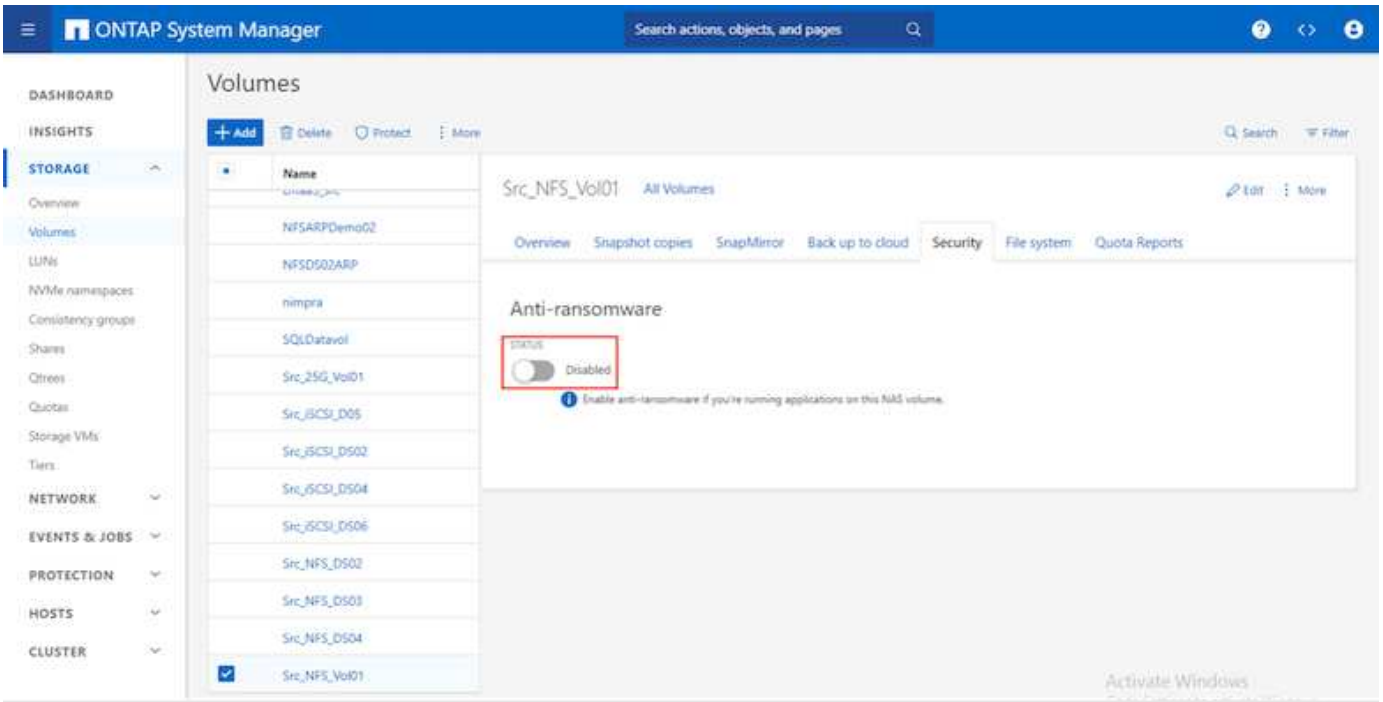 ONTAP System Manager
Search actions, objects, and pages
DASHBOARD
INSIGHTS
STORAGE
Overview
Volumes
LUNs
NVMe namespaces
Consistency groups
Shares
Qtrees
Quotas
Storage VMs
Tiers
NETWORK
EVENTS & JOBS
PROTECTION
HOSTS
CLUSTER
Volumes
Add
Delete
Protect
More
Search
Filter
Name
NFSARPDemo02
NFSDS02ARP
nimpra
SQLDatavol
Src_25G_Vol01
Src_iSCSI_D05
Src_iSCSI_DS02
Src_iSCSI_DS04
Src_iSCSI_DS06
Src_NFS_DS02
Src_NFS_DS03
Src_NFS_DS04
Src_NFS_Vol01
Src_NFS_Vol01 All Volumes
Edit
More
Overview Snapshot copies SnapMirror Back up to cloud Security File system Quota Reports
Anti-ransomware
STATUS
Disabled
Enable anti-ransomware if you're running applications on this NAS volume.
Activate Windows